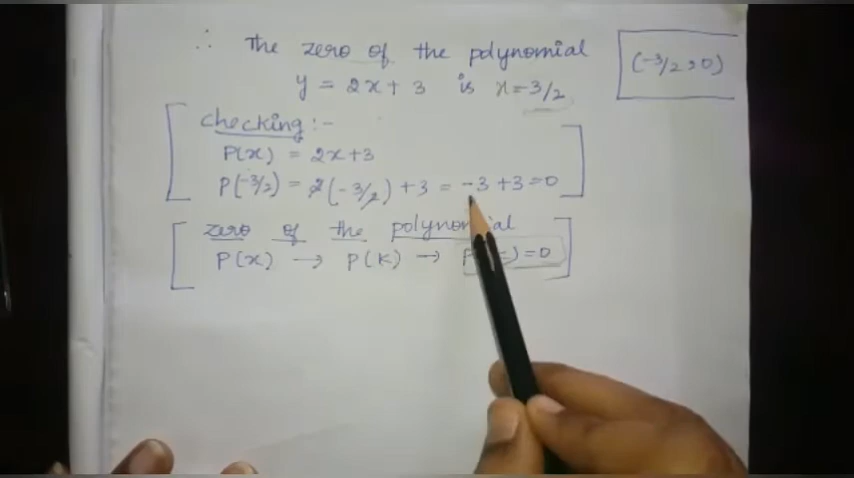 ∴ The zero of the polynomial
y = 2x + 3 is x = -3/2
(-3/2, 0)
checking :-
P(x) = 2x+3
P(-3/2) = 2(-3/2) + 3 = -3 + 3 = 0
zero of the polynomial
P(x) → P(K) → P( ) = 0